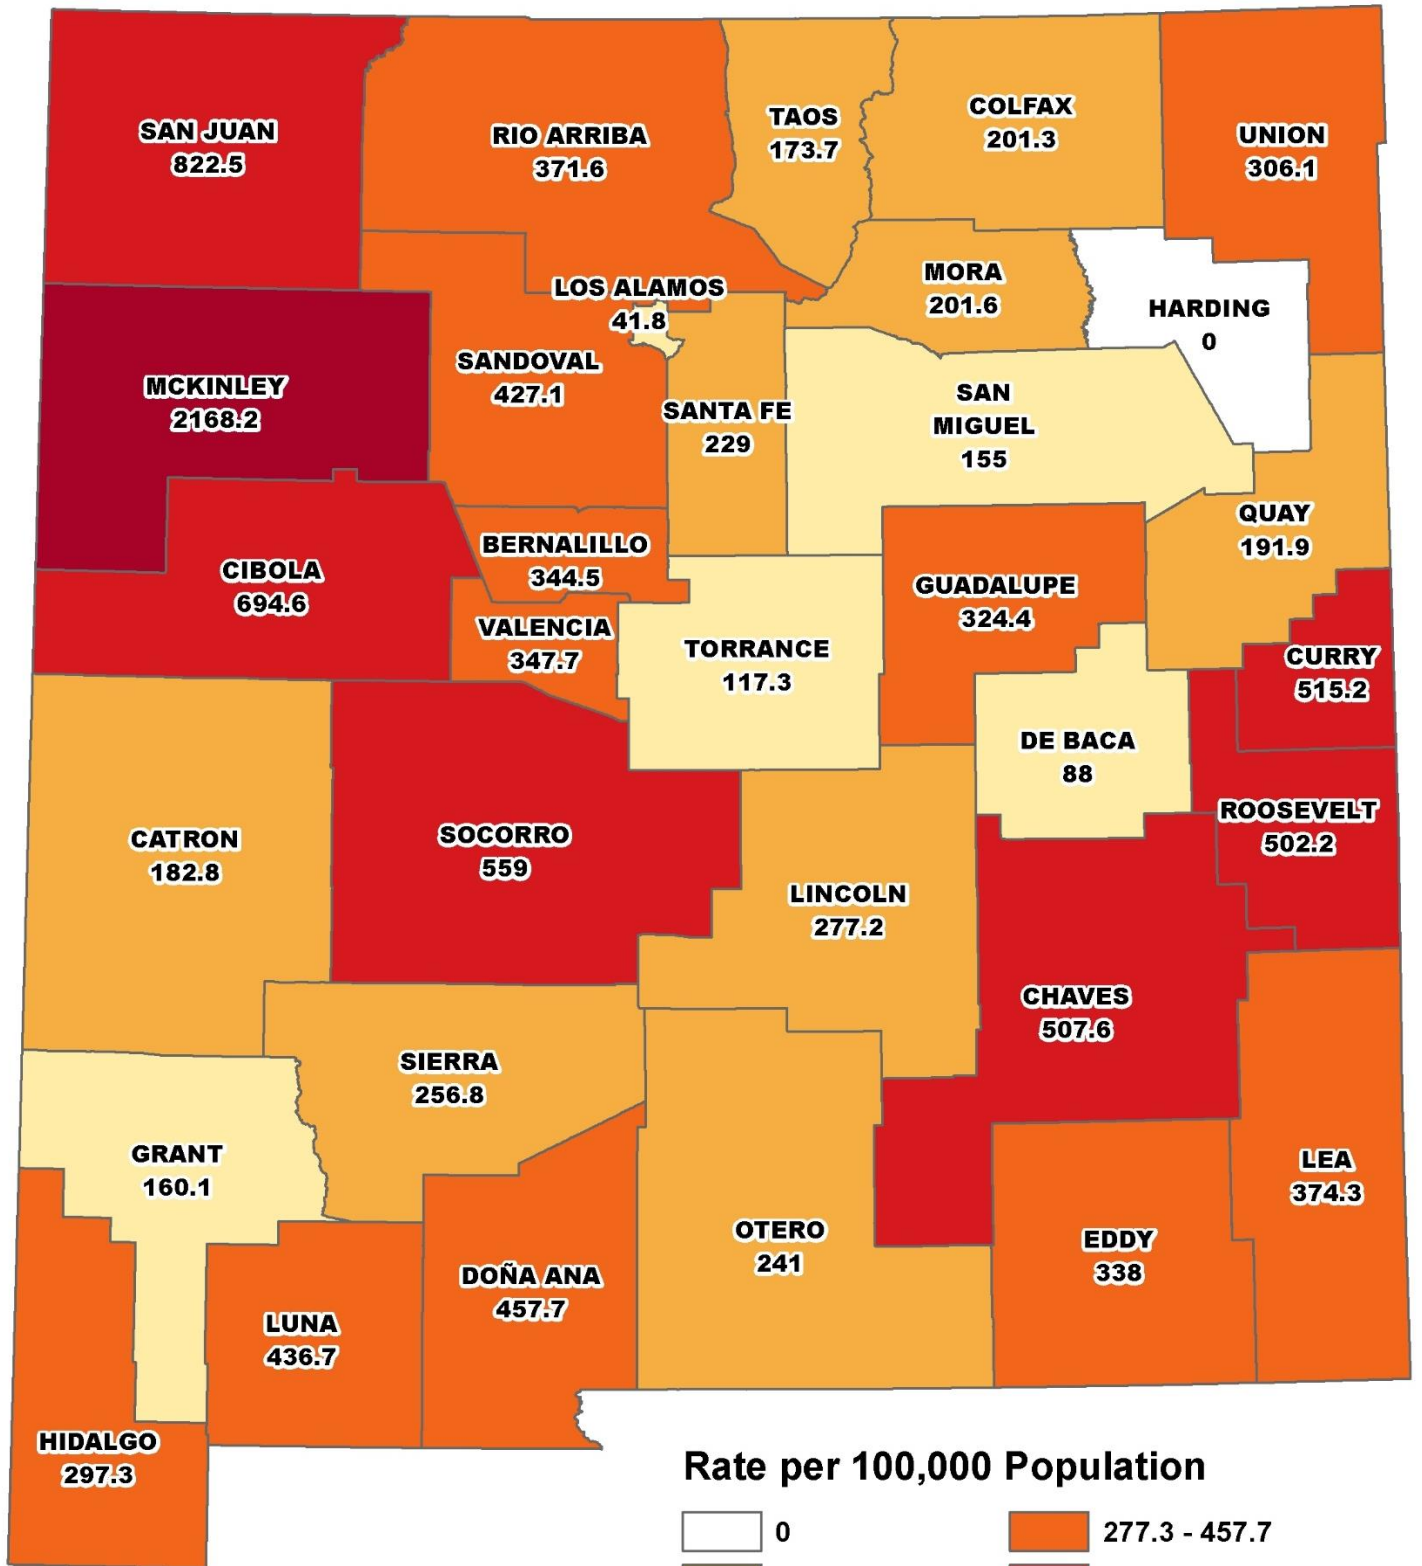 SAN JUAN
822.5
RIO ARRIBA
371.6
TAOS
173.7
COLFAX
201.3
UNION
306.1
LOS ALAMOS
41.8
MORA
201.6
HARDING
0
MCKINLEY
2168.2
SANDOVAL
427.1
SANTA FE
229
SAN
MIGUEL
155
QUAY
191.9
CIBOLA
694.6
BERNALILLO
344.5
VALENCIA
347.7
TORRANCE
117.3
GUADALUPE
324.4
CURRY
515.2
DE BACA
88
ROOSEVELT
502.2
CATRON
182.8
SOCORRO
559
LINCOLN
277.2
CHAVES
507.6
SIERRA
256.8
GRANT
160.1
LEA
374.3
OTERO
241
EDDY
338
DOÑA ANA
457.7
LUNA
436.7
HIDALGO
297.3
Rate per 100,000 Population
0
277.3 - 457.7